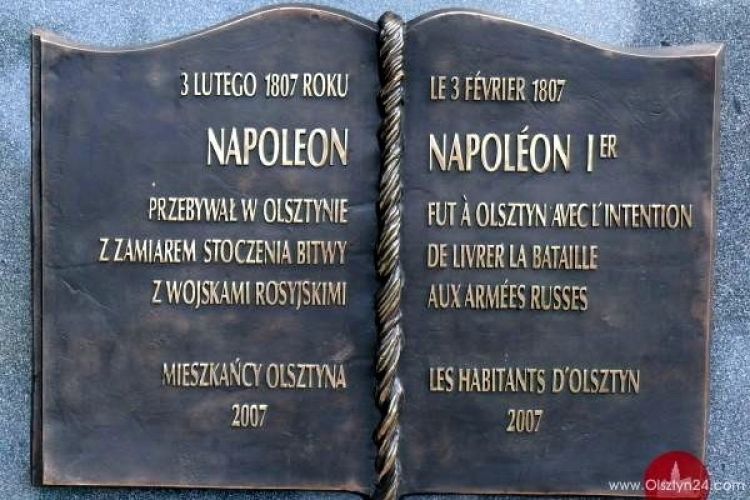 3 LUTEGO 1807 ROKU
NAPOLEON
PRZEBYWAŁ W OLSZTYNIE
Z ZAMIAREM STOCZENIA BITWY
Z WOJSKAMI ROSYJSKIMI
MIESZKAŃCY OLSZTYNA
2007
LE 3 FÉVRIER 1807
NAPOLÉON IER
FUT À OLSZTYN AVEC L'INTENTION
DE LIVRER LA BATAILLE
AUX ARMÉES RUSSES
LES HABITANTS D'OLSZTYN
2007
www.Olsztyn24.com